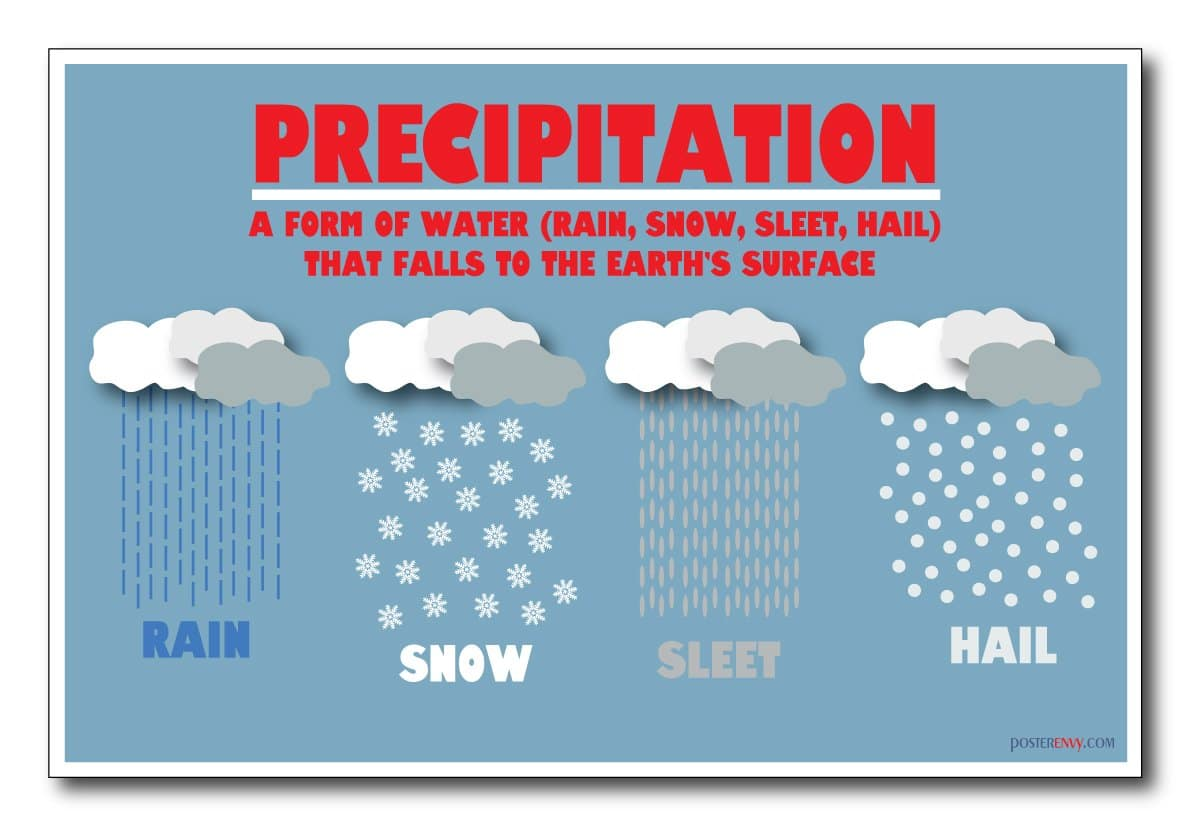 PRECIPITATION
A FORM OF WATER (RAIN, SNOW, SLEET, HAIL)
THAT FALLS TO THE EARTH'S SURFACE
RAIN
SNOW
SLEET
HAIL
POSTERENVY.COM